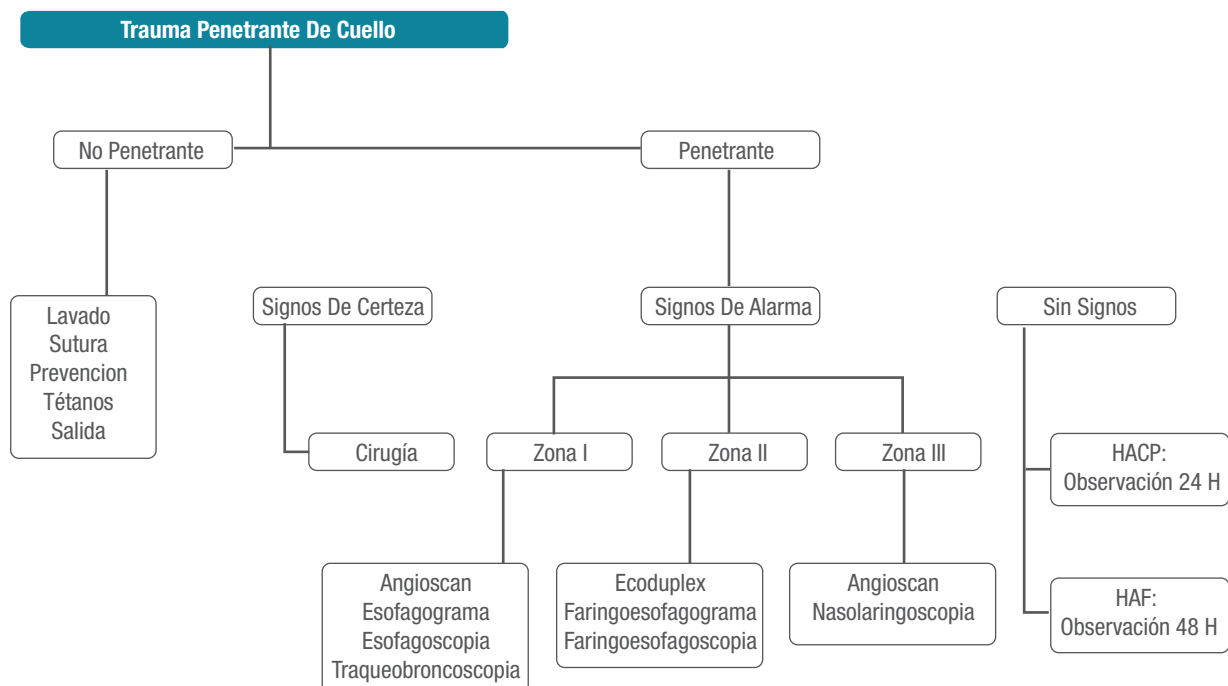 Trauma Penetrante De Cuello
No Penetrante
Penetrante
Lavado
Sutura
Prevencion
Tétanos
Salida
Signos De Certeza
Signos De Alarma
Sin Signos
Cirugía
Zona I
Zona II
Zona III
HACP:
Observación 24 H
Angioscan
Esofagograma
Esofagoscopia
Traqueobroncoscopia
Ecoduplex
Faringoesofagograma
Faringoesofagoscopia
Angioscan
Nasolaringoscopia
HAF:
Observación 48 H